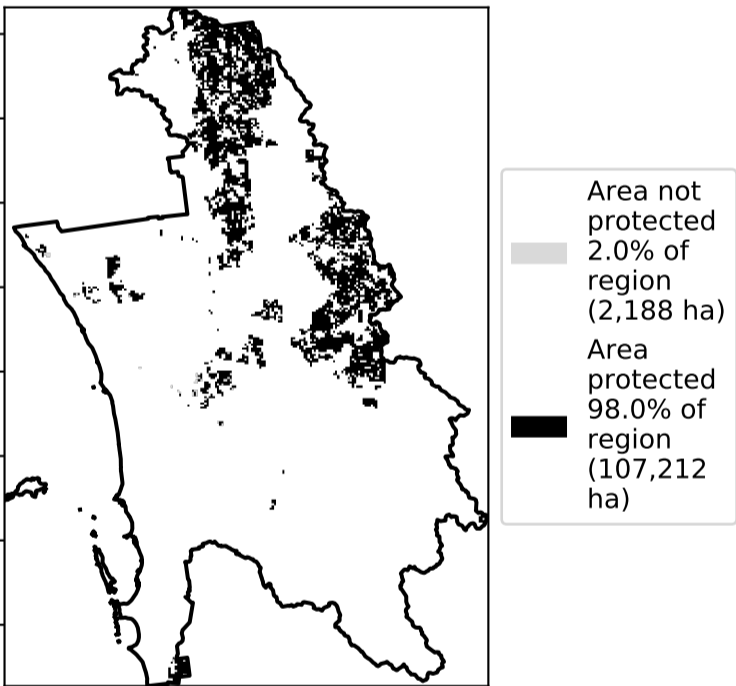 Area not
protected
2.0% of
region
(2,188 ha)
Area
protected
98.0% of
region
(107,212
ha)